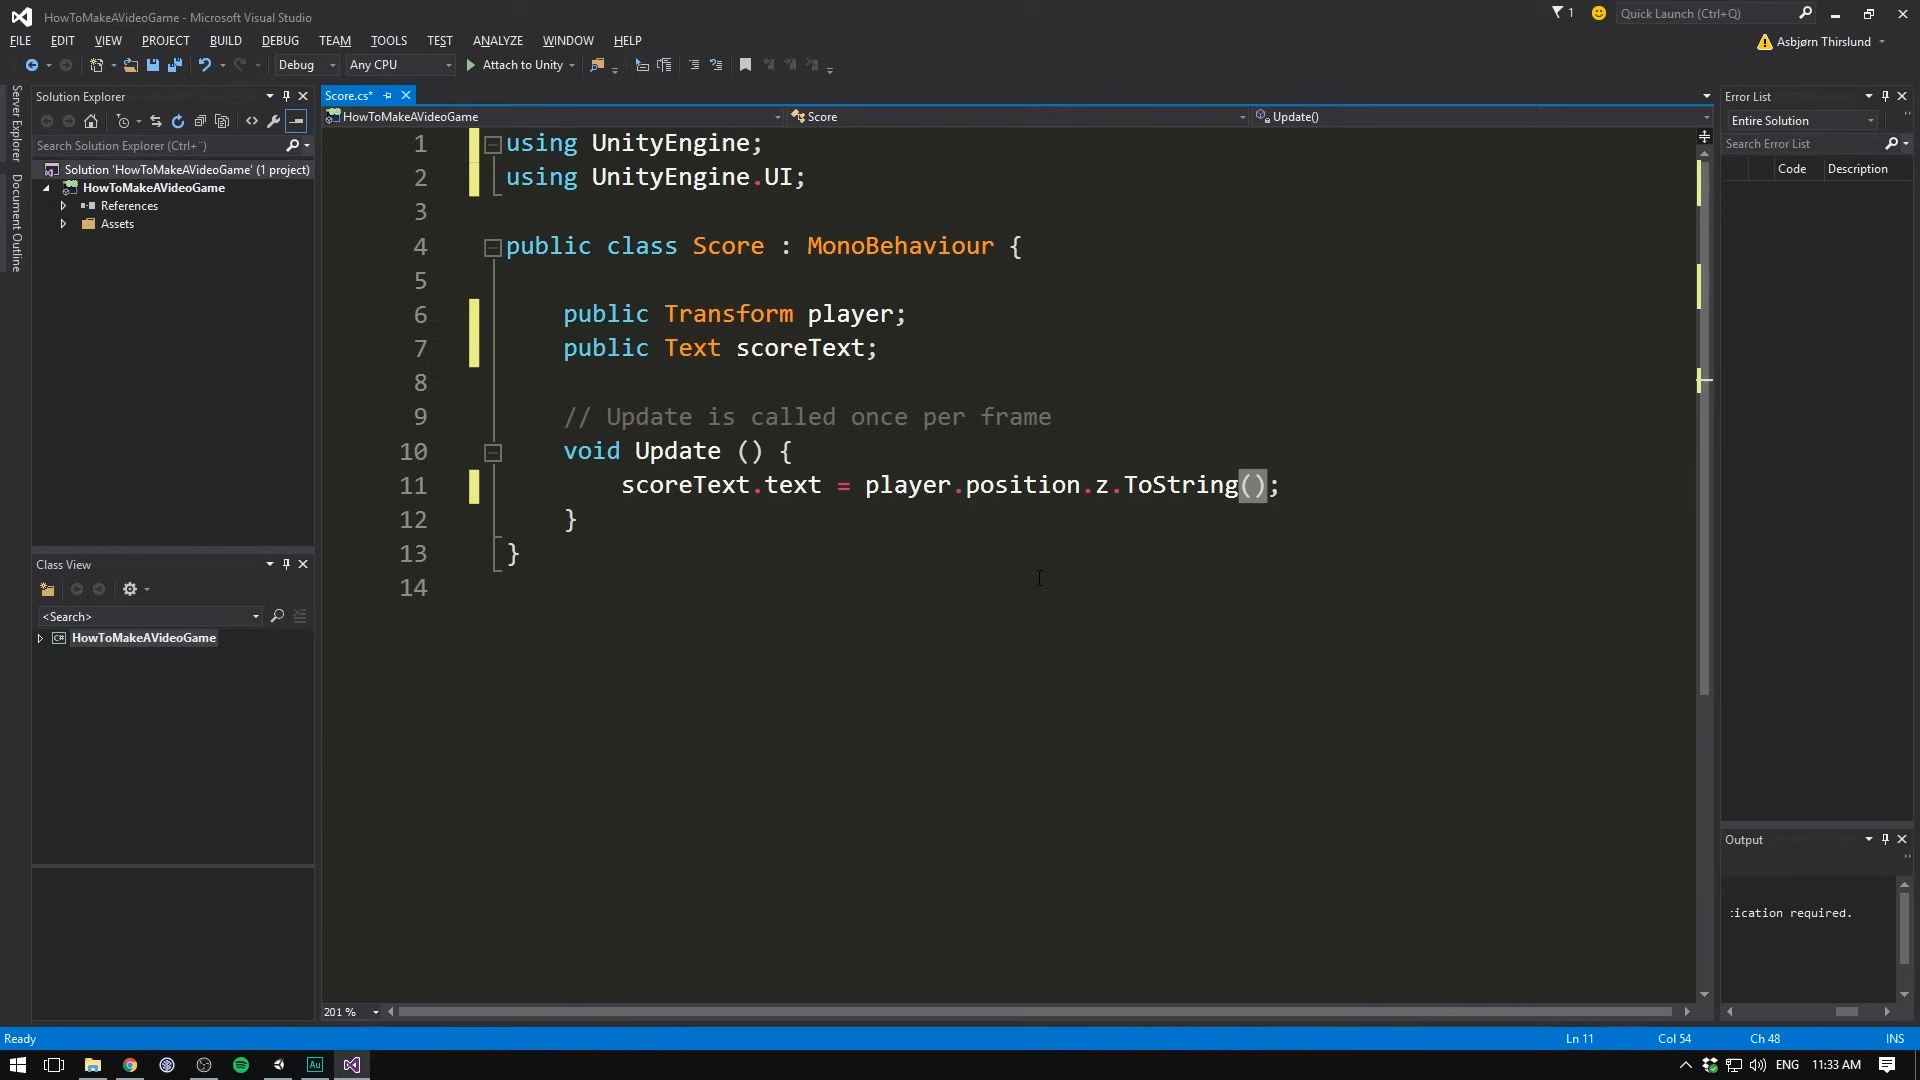 HowToMakeAVideoGame - Microsoft Visual Studio
1
Quick Launch (Ctrl+Q)
FILE EDIT VIEW PROJECT BUILD DEBUG TEAM TOOLS TEST ANALYZE WINDOW HELP
Asbjørn Thirslund
Debug Any CPU Attach to Unity
Server Explorer
Document Outline
Solution Explorer
Search Solution Explorer (Ctrl+¨)
Solution 'HowToMakeAVideoGame' (1 project)
HowToMakeAVideoGame
References
Assets
Class View
<Search>
HowToMakeAVideoGame
Score.cs*
HowToMakeAVideoGame Score Update()
1 using UnityEngine;
2 using UnityEngine.UI;
3
4 public class Score : MonoBehaviour {
5
6 public Transform player;
7 public Text scoreText;
8
9 // Update is called once per frame
10 void Update () {
11 scoreText.text = player.position.z.ToString();
12 }
13 }
14
201 %
Error List
Entire Solution
Search Error List
Code Description
Output
ication required.
Ready Ln 11 Col 54 Ch 48 INS
Au
ENG 11:33 AM